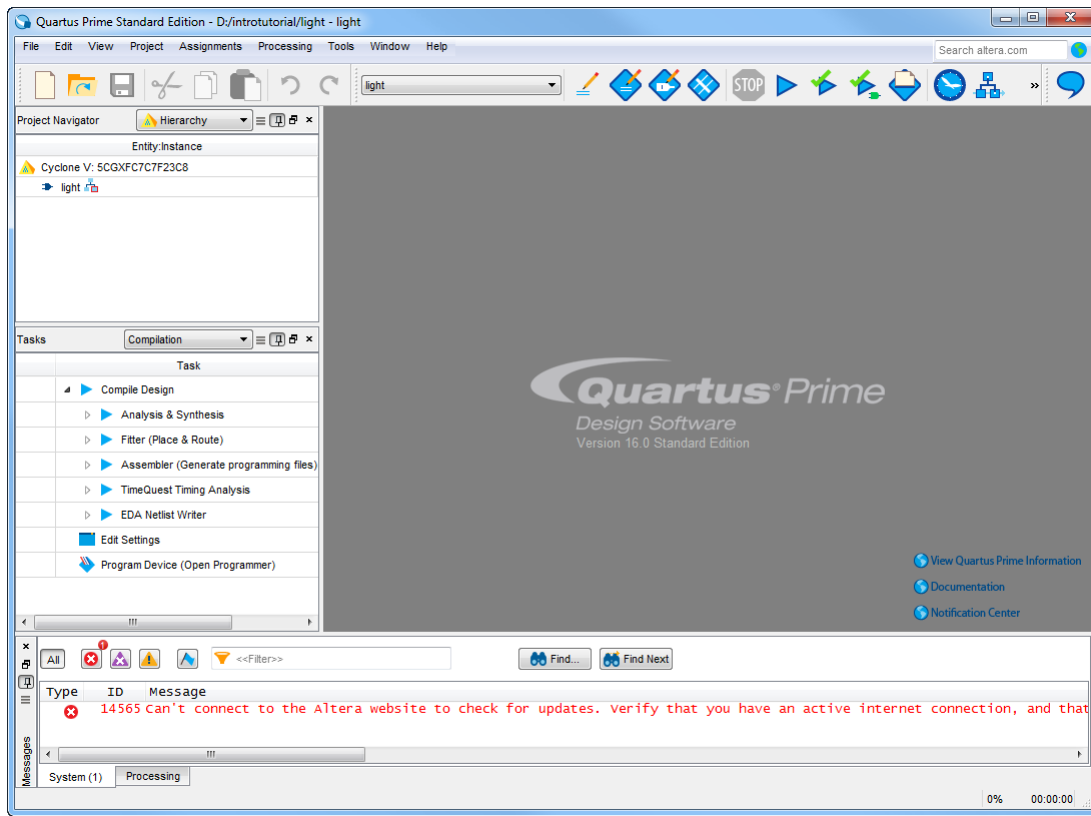 Quartus Prime Standard Edition - D:/introtutorial/light - light
File Edit View Project Assignments Processing Tools Window Help
Search altera.com
light
STOP
»
Project Navigator
Hierarchy
Entity:Instance
Cyclone V: 5CGXFC7C7F23C8
light
Tasks
Compilation
Task
Compile Design
Analysis & Synthesis
Fitter (Place & Route)
Assembler (Generate programming files)
TimeQuest Timing Analysis
EDA Netlist Writer
Edit Settings
Program Device (Open Programmer)
Quartus® Prime
Design Software
Version 16.0 Standard Edition
View Quartus Prime Information
Documentation
Notification Center
All
1
<<Filter>>
Find...
Find Next
Type ID Message
14565 Can't connect to the Altera website to check for updates. Verify that you have an active internet connection, and that
Messages
System (1)
Processing
0% 00:00:00